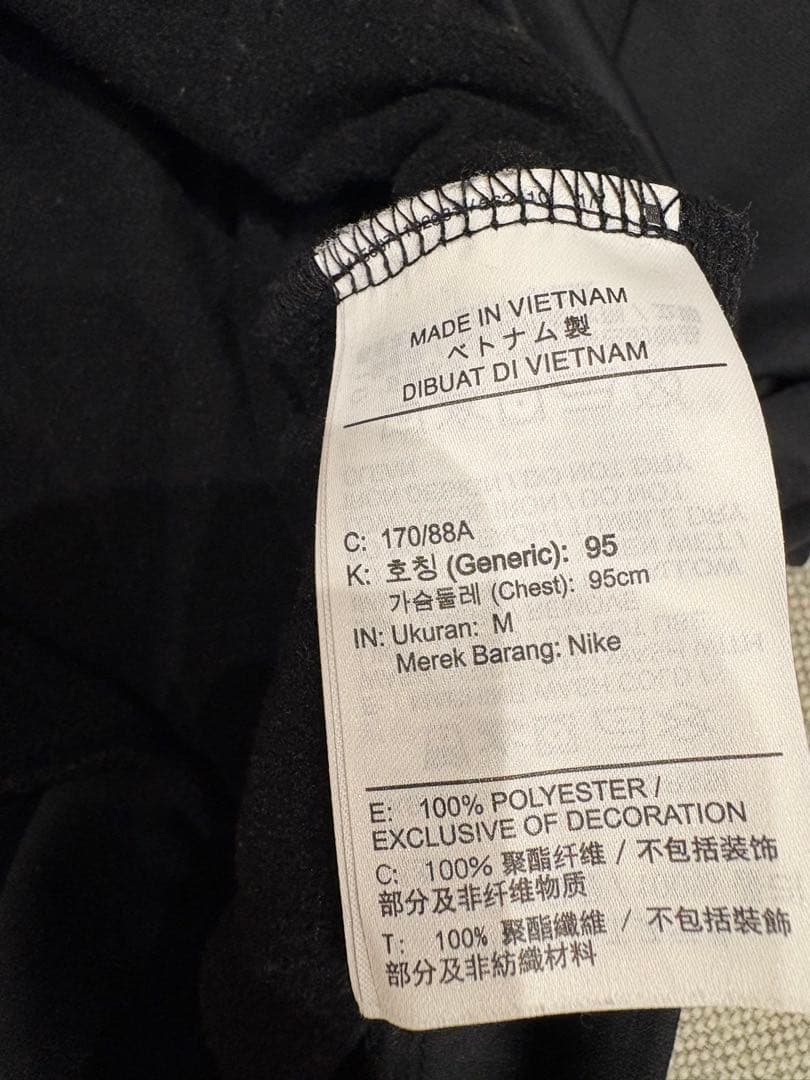 MADE IN VIETNAM
ベトナム製
DIBUAT DI VIETNAM
C: 170/88A
K: 호칭 (Generic): 95
가슴둘레 (Chest): 95cm
IN: Ukuran: M
Merek Barang: Nike
E: 100% POLYESTER /
EXCLUSIVE OF DECORATION
C: 100% 聚酯纤维 / 不包括装饰
部分及非纤维物质
T: 100% 聚酯纖維 / 不包括裝飾
部分及非紡織材料